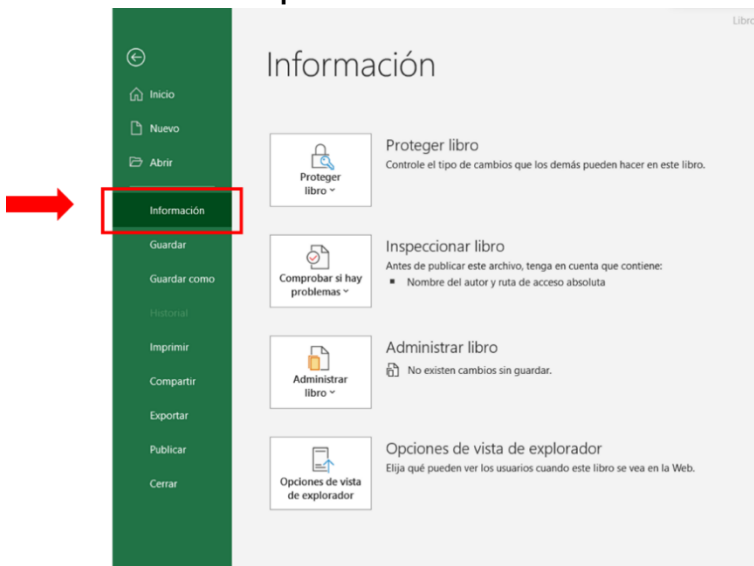 Libro
Información
Inicio
Nuevo
Abrir
Información
Guardar
Guardar como
Historial
Imprimir
Compartir
Exportar
Publicar
Cerrar
Proteger
libro
Proteger libro
Controle el tipo de cambios que los demás pueden hacer en este libro.
Comprobar si hay
problemas
Inspeccionar libro
Antes de publicar este archivo, tenga en cuenta que contiene:
Nombre del autor y ruta de acceso absoluta
Administrar
libro
Administrar libro
No existen cambios sin guardar.
Opciones de vista
de explorador
Opciones de vista de explorador
Elija qué pueden ver los usuarios cuando este libro se vea en la Web.